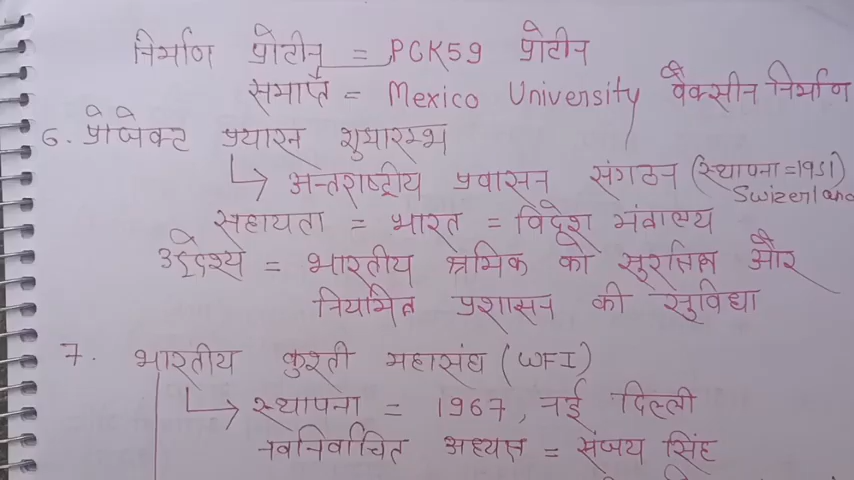 निर्माण प्रोटीन = PCK59 प्रोटीन
समाप्त = Mexico University वैक्सीन निर्माण
6. प्रोजेक्ट प्रयास शुभारम्भ
↳ अन्तराष्ट्रीय प्रवासन संगठन (स्थापना = 1951)
Swizerland
सहायता = भारत = विदेश मंत्रालय
उद्देश्य = भारतीय श्रमिक को सुरक्षित और
नियमित प्रशासन की सुविधा
7. भारतीय कुश्ती महासंघ (WFI)
↳ स्थापना = 1967, नई दिल्ली
नवनिर्वाचित अध्यक्ष = संजय सिंह